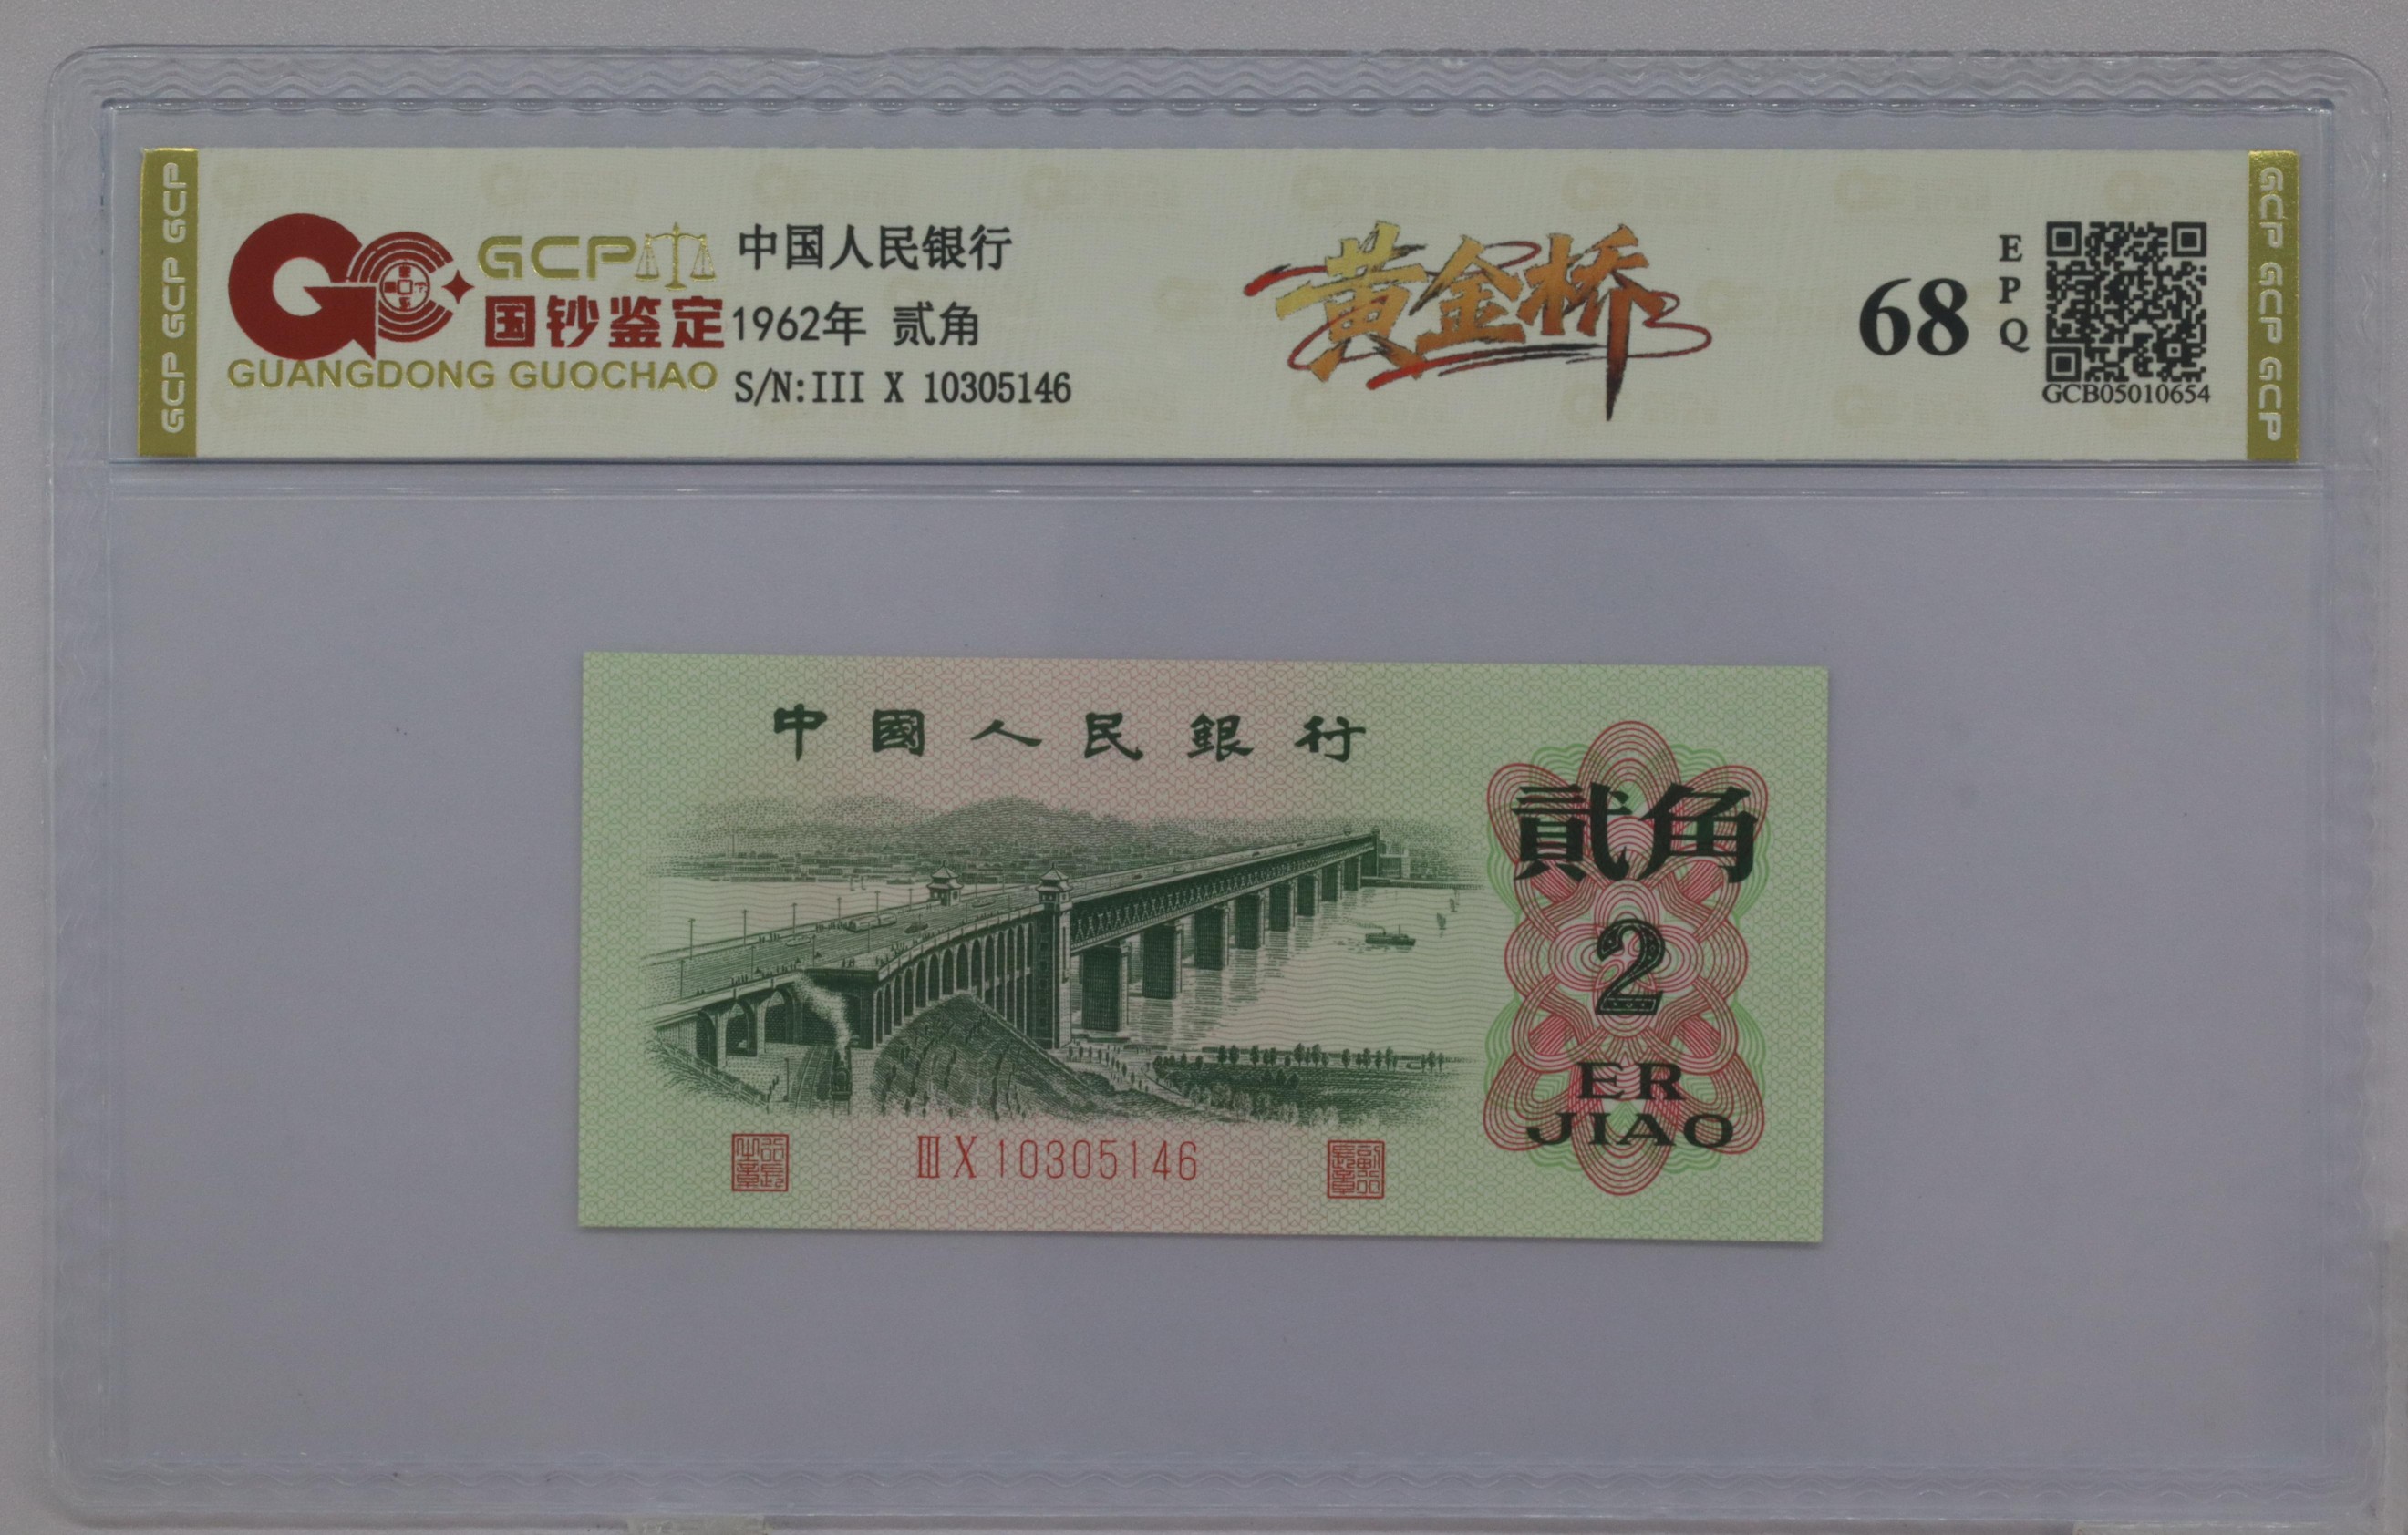 GCP GCP GCP
GCP
国钞鉴定
GUANGDONG GUOCHAO
中国人民银行
1962年 贰角
S/N:III X 10305146
黄金桥
68
EPQ
GCB05010654
GCP GCP GCP
中國人民銀行
貳角
2
ER
JIAO
III X 10305146